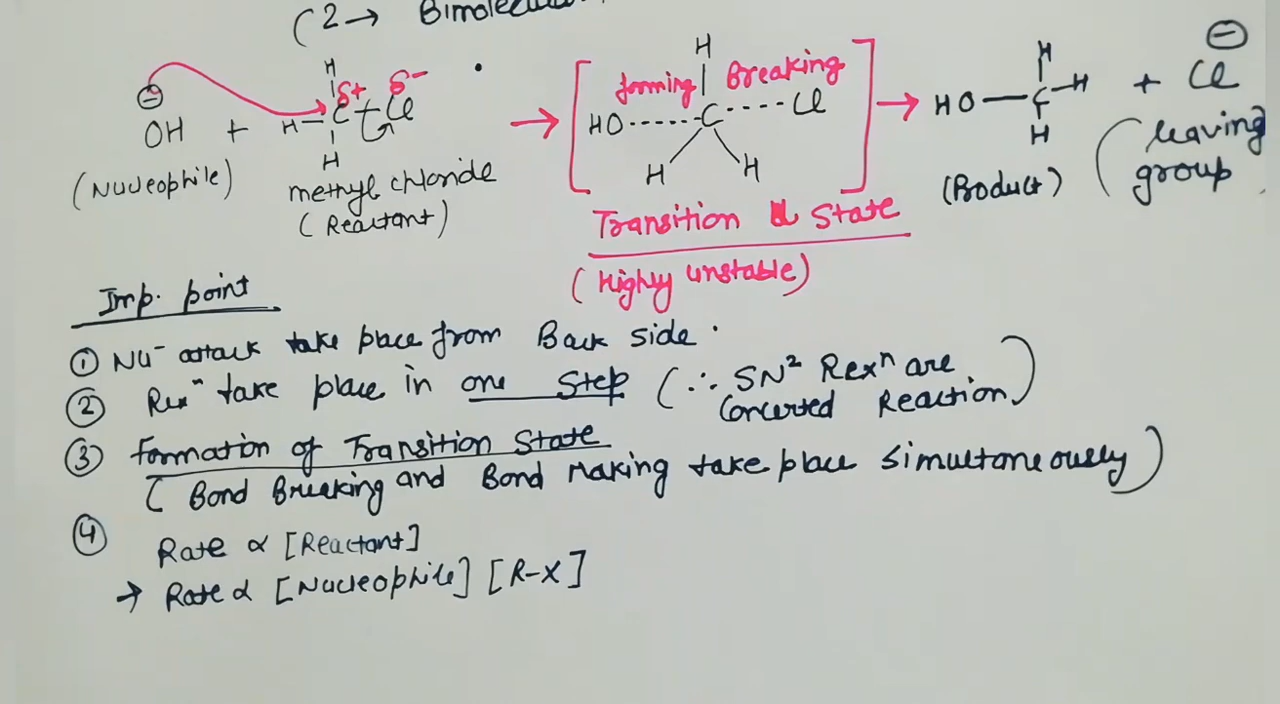 (2 → Bimolecular
H H ⊖
⊖ δ+ δ- forming Breaking H
OH + H-C-Cl → [HO------C-----Cl] → HO-C-H + Cl
H H H H
(Nucleophile) methyl chloride (Product) (leaving
(Reactant) group
Transition State
(Highly unstable)
Imp. point
① Nu⁻ attack take place from Back side.
② Rexⁿ take place in one Step (∴ SN² Rexⁿ are
Concerted Reaction)
③ Formation of Transition State
( Bond Breaking and Bond Making take place simultaneously)
④
Rate ∝ [Reactant]
→ Rate ∝ [Nucleophile] [R-X]